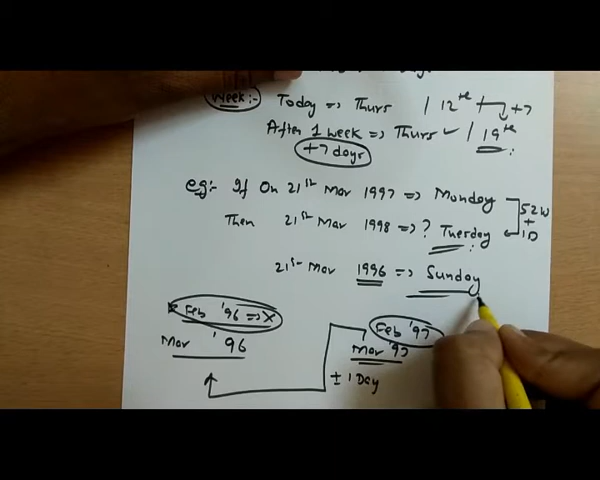 Week:- Today => Thurs | 12th +7
After 1 week => Thurs ✓ | 19th
+7 days
eg:- If On 21st Mar 1997 => Monday
52W
+
1D
Then 21st Mar 1998 => ? Tuesday
21st Mar 1996 => Sunday
Feb '96 => X
Feb '97
Mar '96
Mar '97
± 1 Day